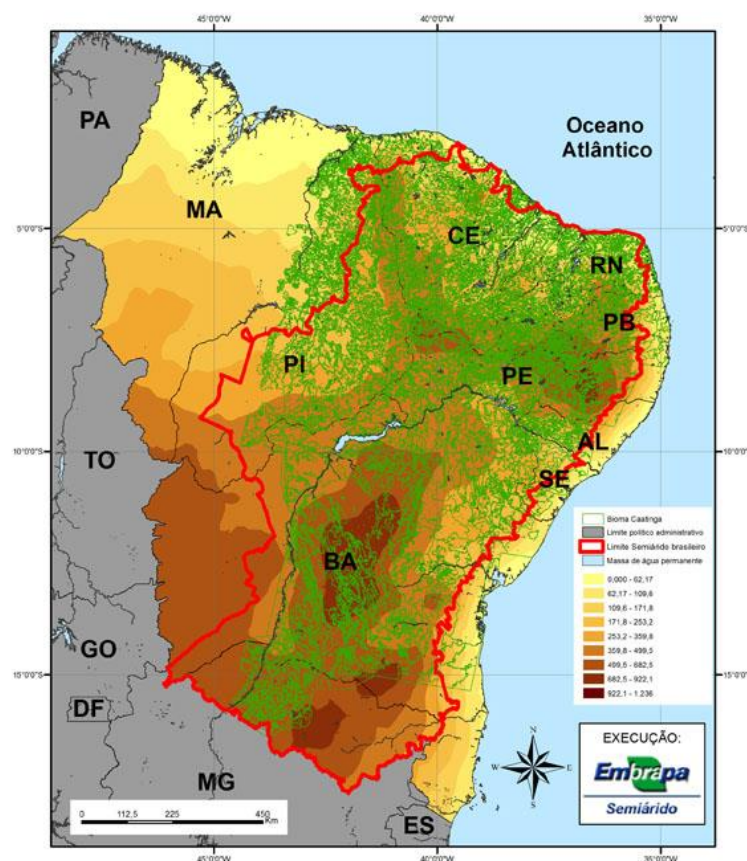 45°0'0"W 40°0'0"W 35°0'0"W
PA
Oceano
Atlântico
MA
CE
5°0'0"S 5°0'0"S
RN
PB
PI
PE
AL
10°0'0"S 10°0'0"S
TO
SE
BA
Bioma Caatinga
Limite político administrativo
Limite Semiárido brasileiro
Massa de água permanente
0,000 - 62,17
62,17 - 109,6
109,6 - 171,8
171,8 - 253,2
253,2 - 359,8
359,8 - 499,5
499,5 - 682,5
682,5 - 922,1
922,1 - 1.236
GO
15°0'0"S 15°0'0"S
DF
MG
ES
N
W E
S
EXECUÇÃO:
Embrapa
Semiárido
0 112,5 225 450
Km
45°0'0"W 40°0'0"W 35°0'0"W